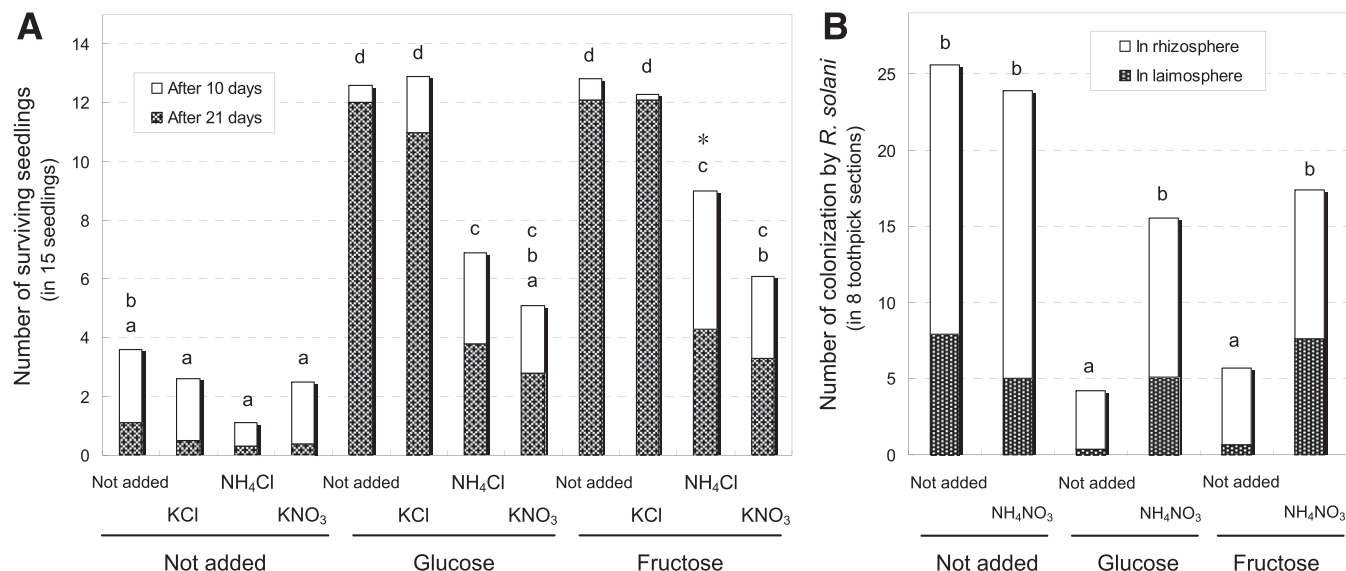 A
Number of surviving seedlings
(in 15 seedlings)
14
12
10
8
6
4
2
0
After 10 days
After 21 days
b
a
a
a
a
d
d
c
c
b
a
d
d
*
c
c
b
Not added
KCl
NH₄Cl
KNO₃
Not added
KCl
NH₄Cl
KNO₃
Not added
KCl
NH₄Cl
KNO₃
Not added
Glucose
Fructose
B
Number of colonization by R. solani
(in 8 toothpick sections)
25
20
15
10
5
0
In rhizosphere
In laimosphere
b
b
a
b
a
b
Not added
NH₄NO₃
Not added
NH₄NO₃
Not added
NH₄NO₃
Not added
Glucose
Fructose